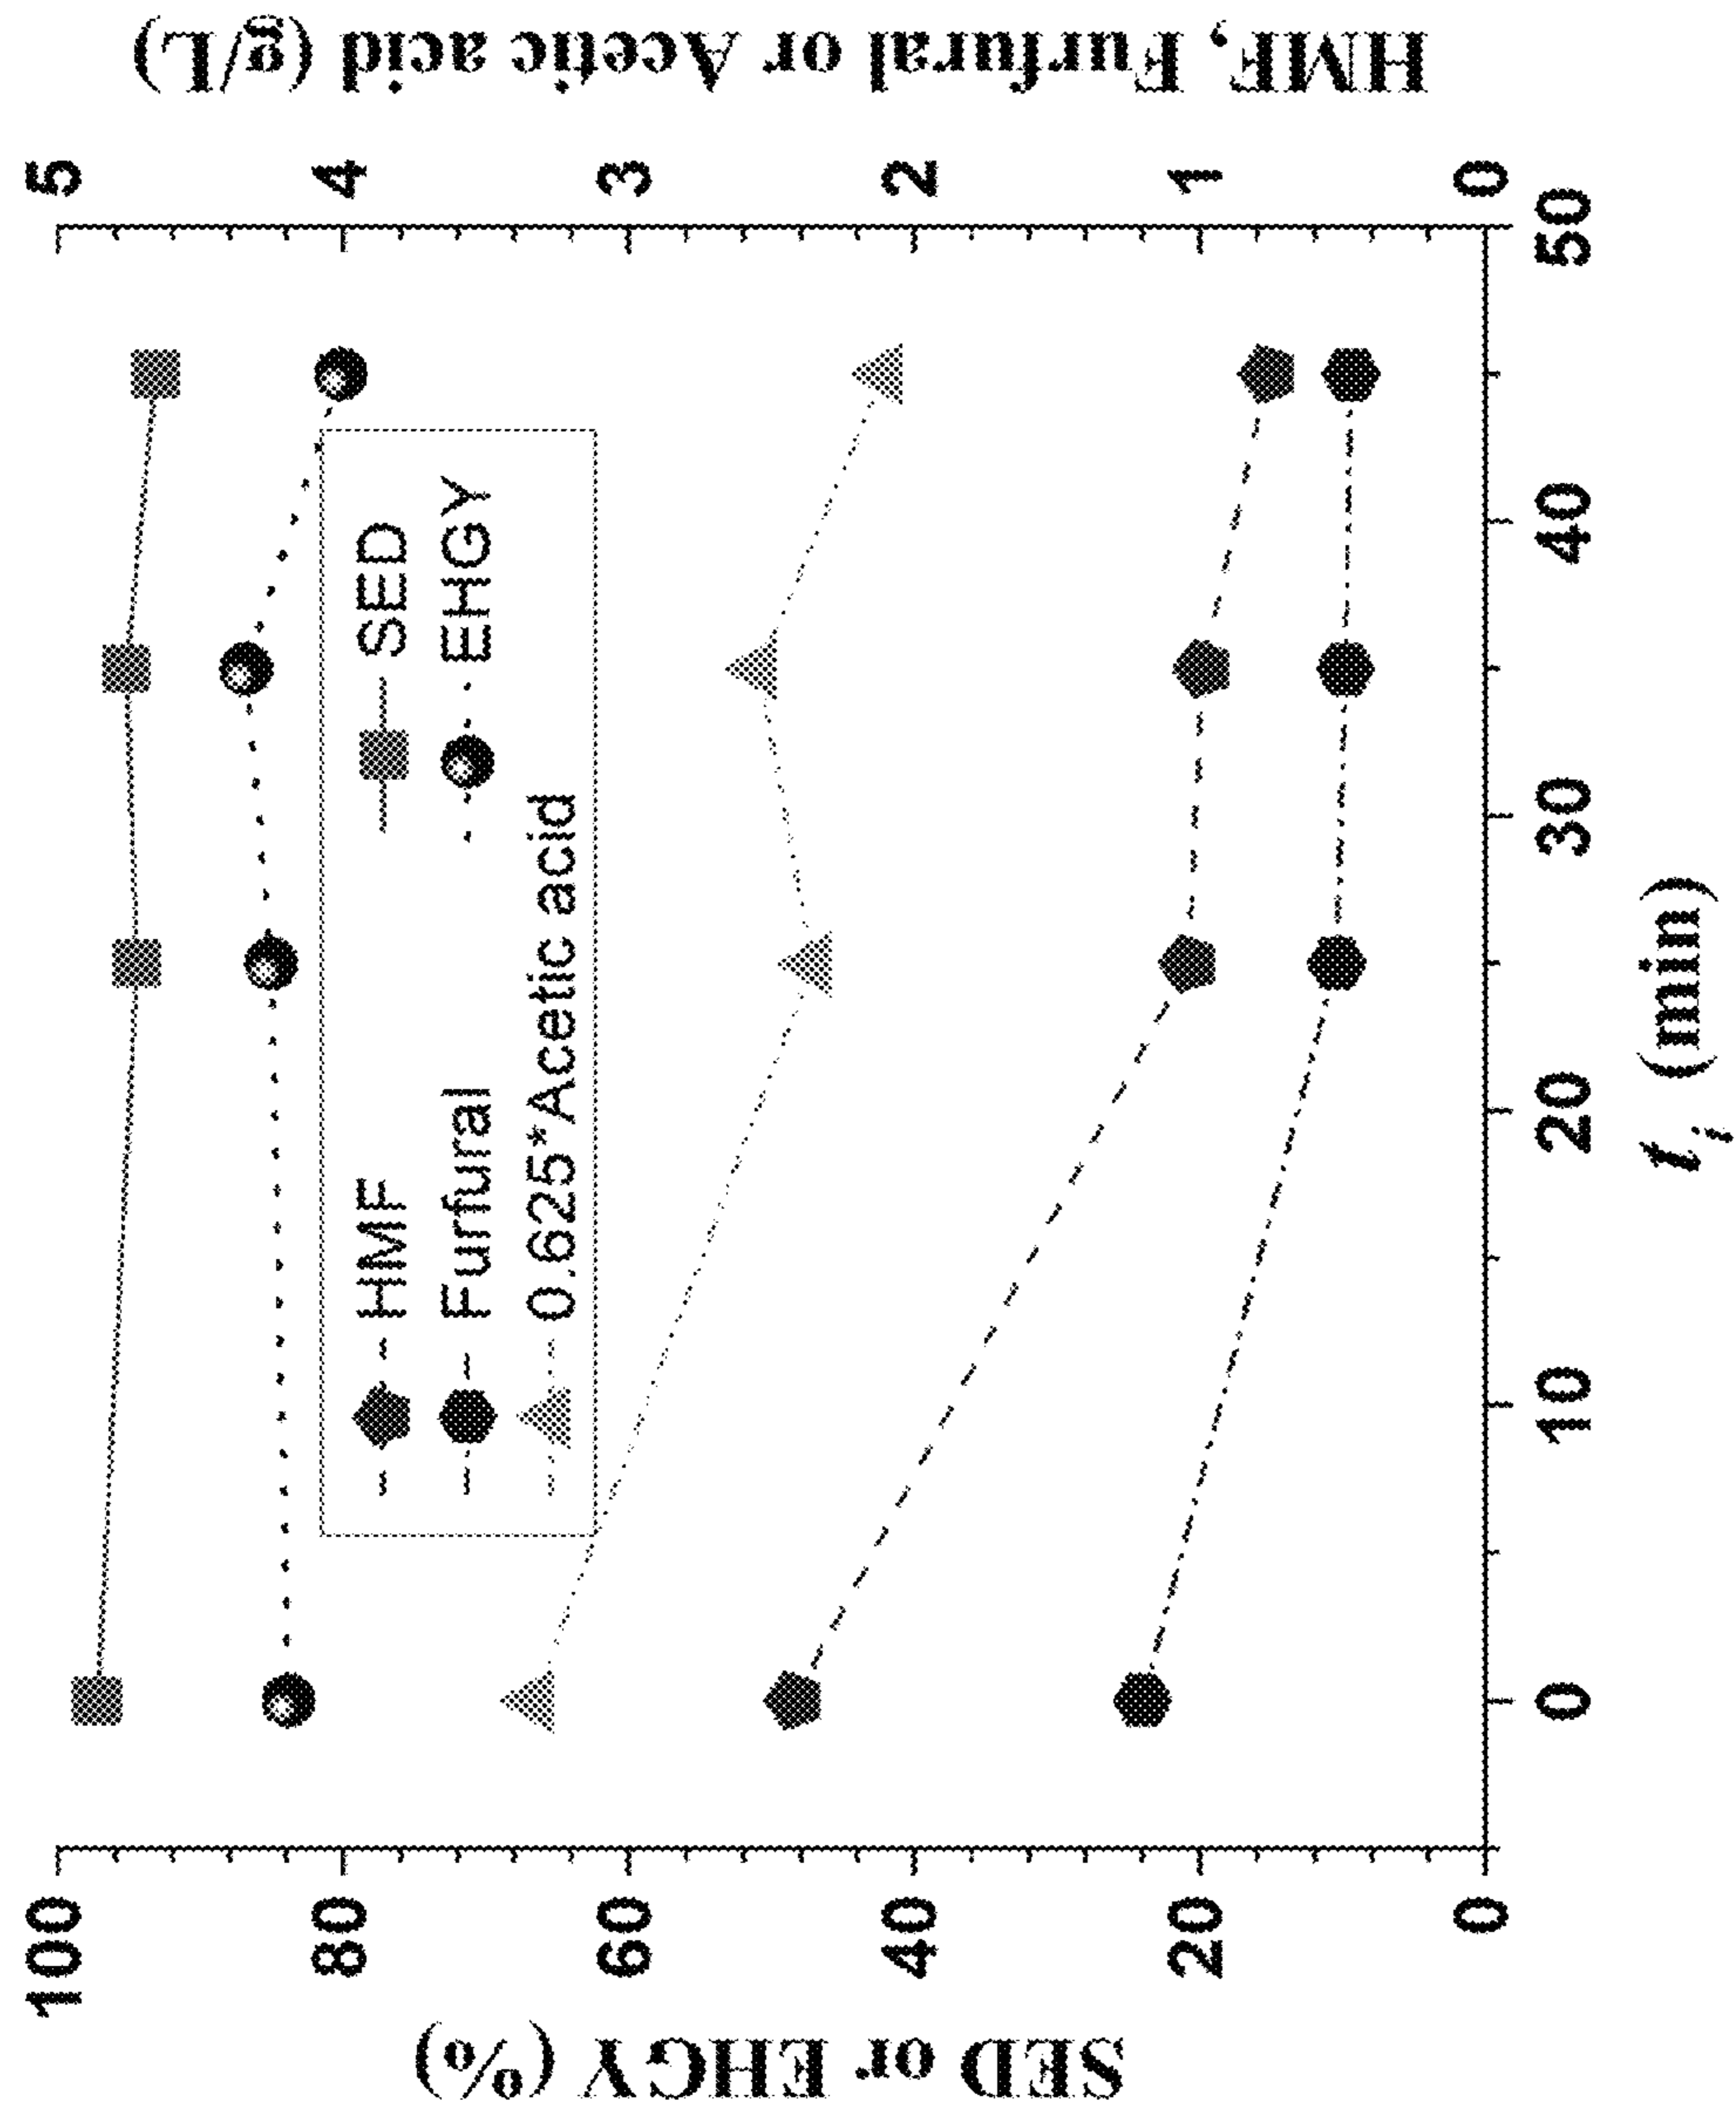 SED or EHGY (%)
100
80
60
40
20
0
HMF
Furfural
0.625*Acetic acid
SED
EHGY
0
10
20
30
40
50
t_i (min)
5
4
3
2
1
0
HMF, Furfural or Acetic acid (g/L)